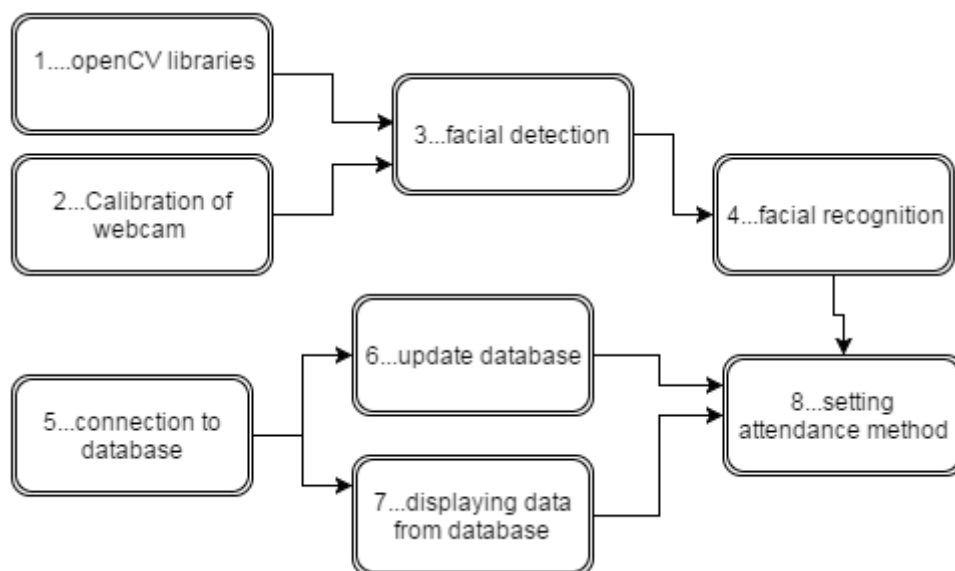 1....openCV libraries
2...Calibration of
webcam
3...facial detection
4...facial recognition
5...connection to
database
6...update database
7...displaying data
from database
8...setting
attendance method